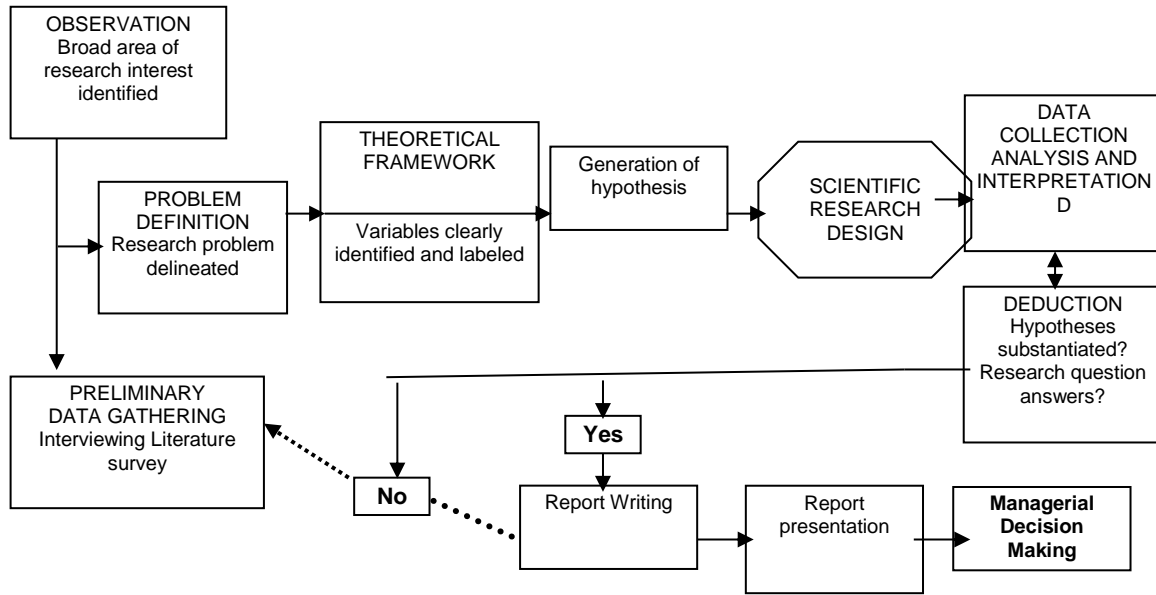 OBSERVATION
Broad area of
research interest
identified
PROBLEM
DEFINITION
Research problem
delineated
THEORETICAL
FRAMEWORK
Variables clearly
identified and labeled
Generation of
hypothesis
SCIENTIFIC
RESEARCH
DESIGN
DATA
COLLECTION
ANALYSIS AND
INTERPRETATION
D
DEDUCTION
Hypotheses
substantiated?
Research question
answers?
PRELIMINARY
DATA GATHERING
Interviewing Literature
survey
No
Yes
Report Writing
Report
presentation
Managerial
Decision
Making